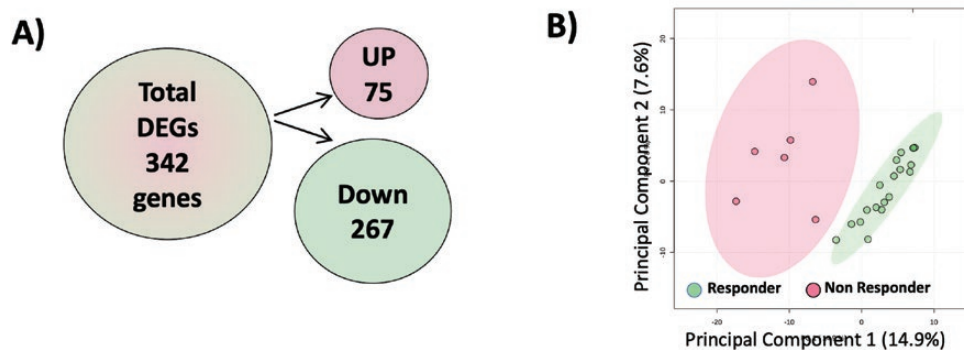 A)
Total
DEGs
342
genes
UP
75
Down
267
B)
Principal Component 2 (7.6%)
20
10
0
-10
Responder
Non Responder
-20
-10
0
10
Principal Component 1 (14.9%)